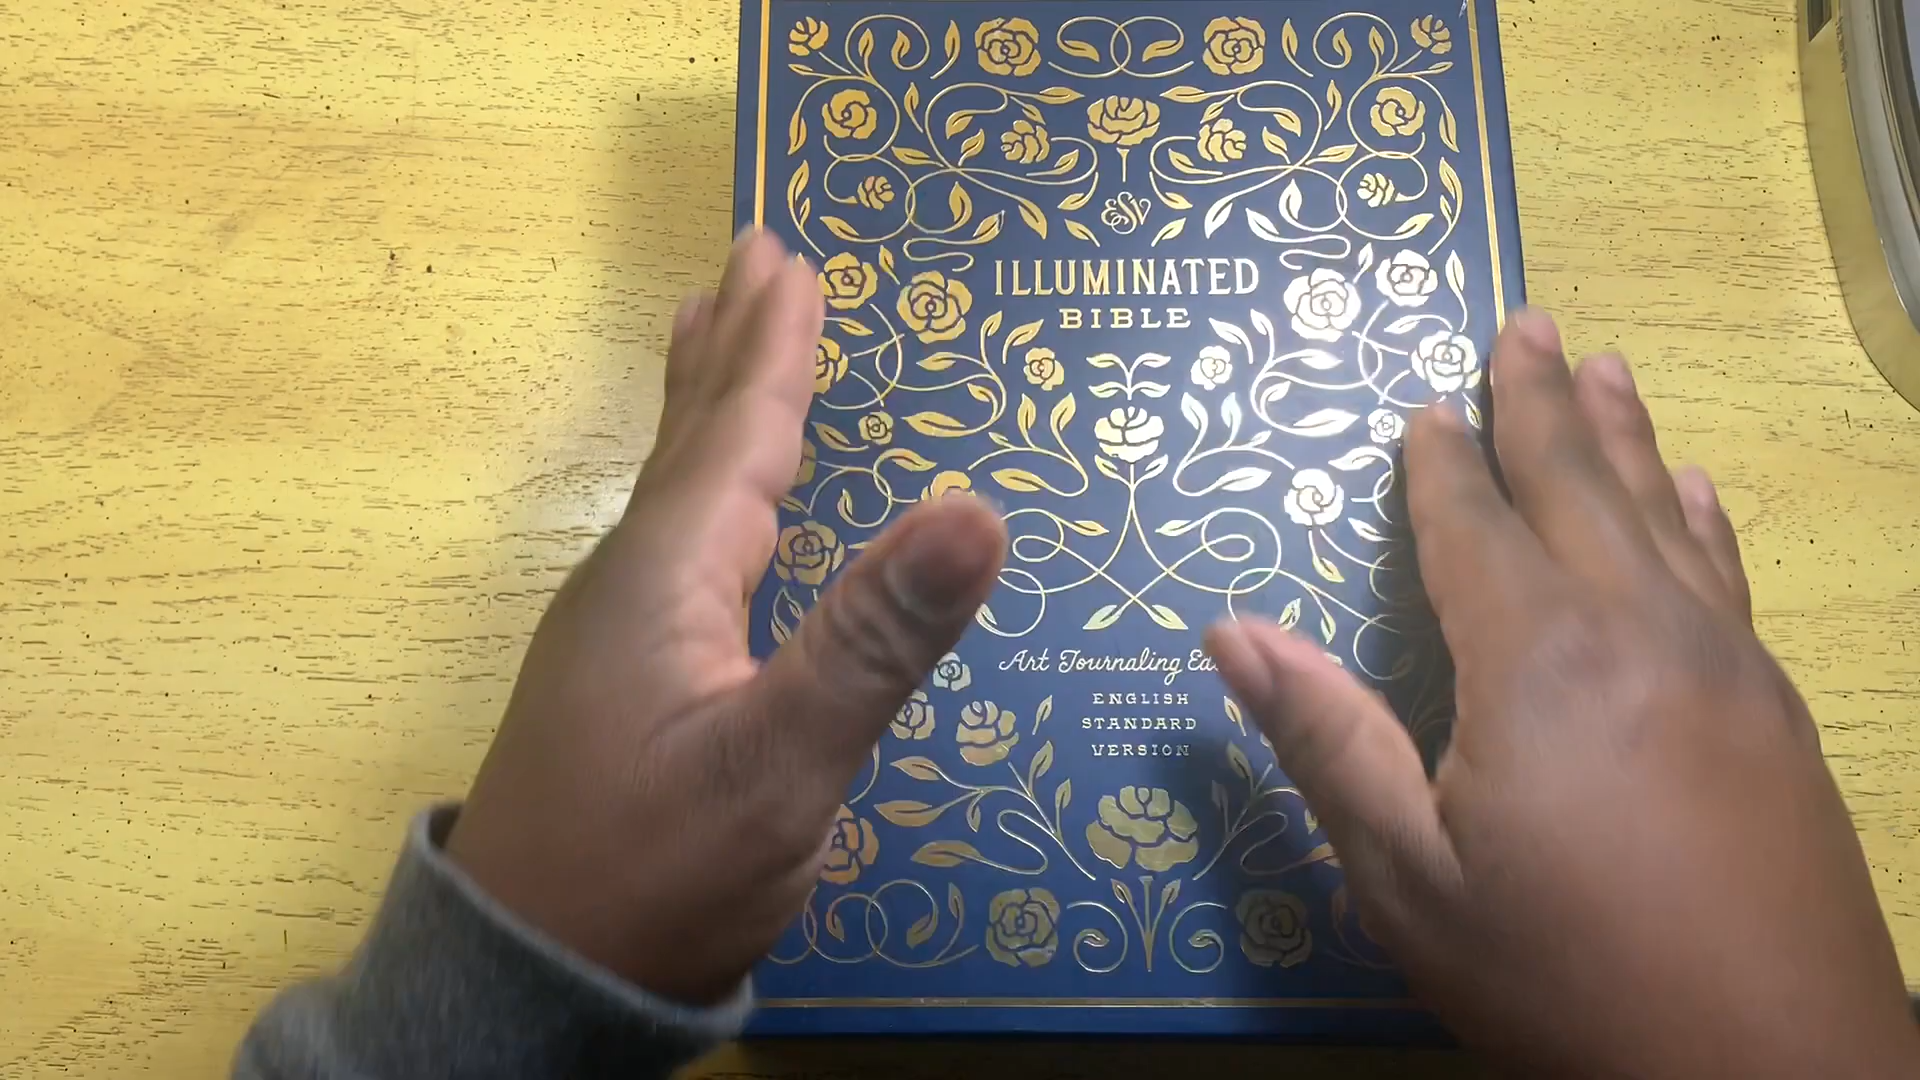 ESV
ILLUMINATED
BIBLE
Art Journaling
ENGLISH
STANDARD
VERSION